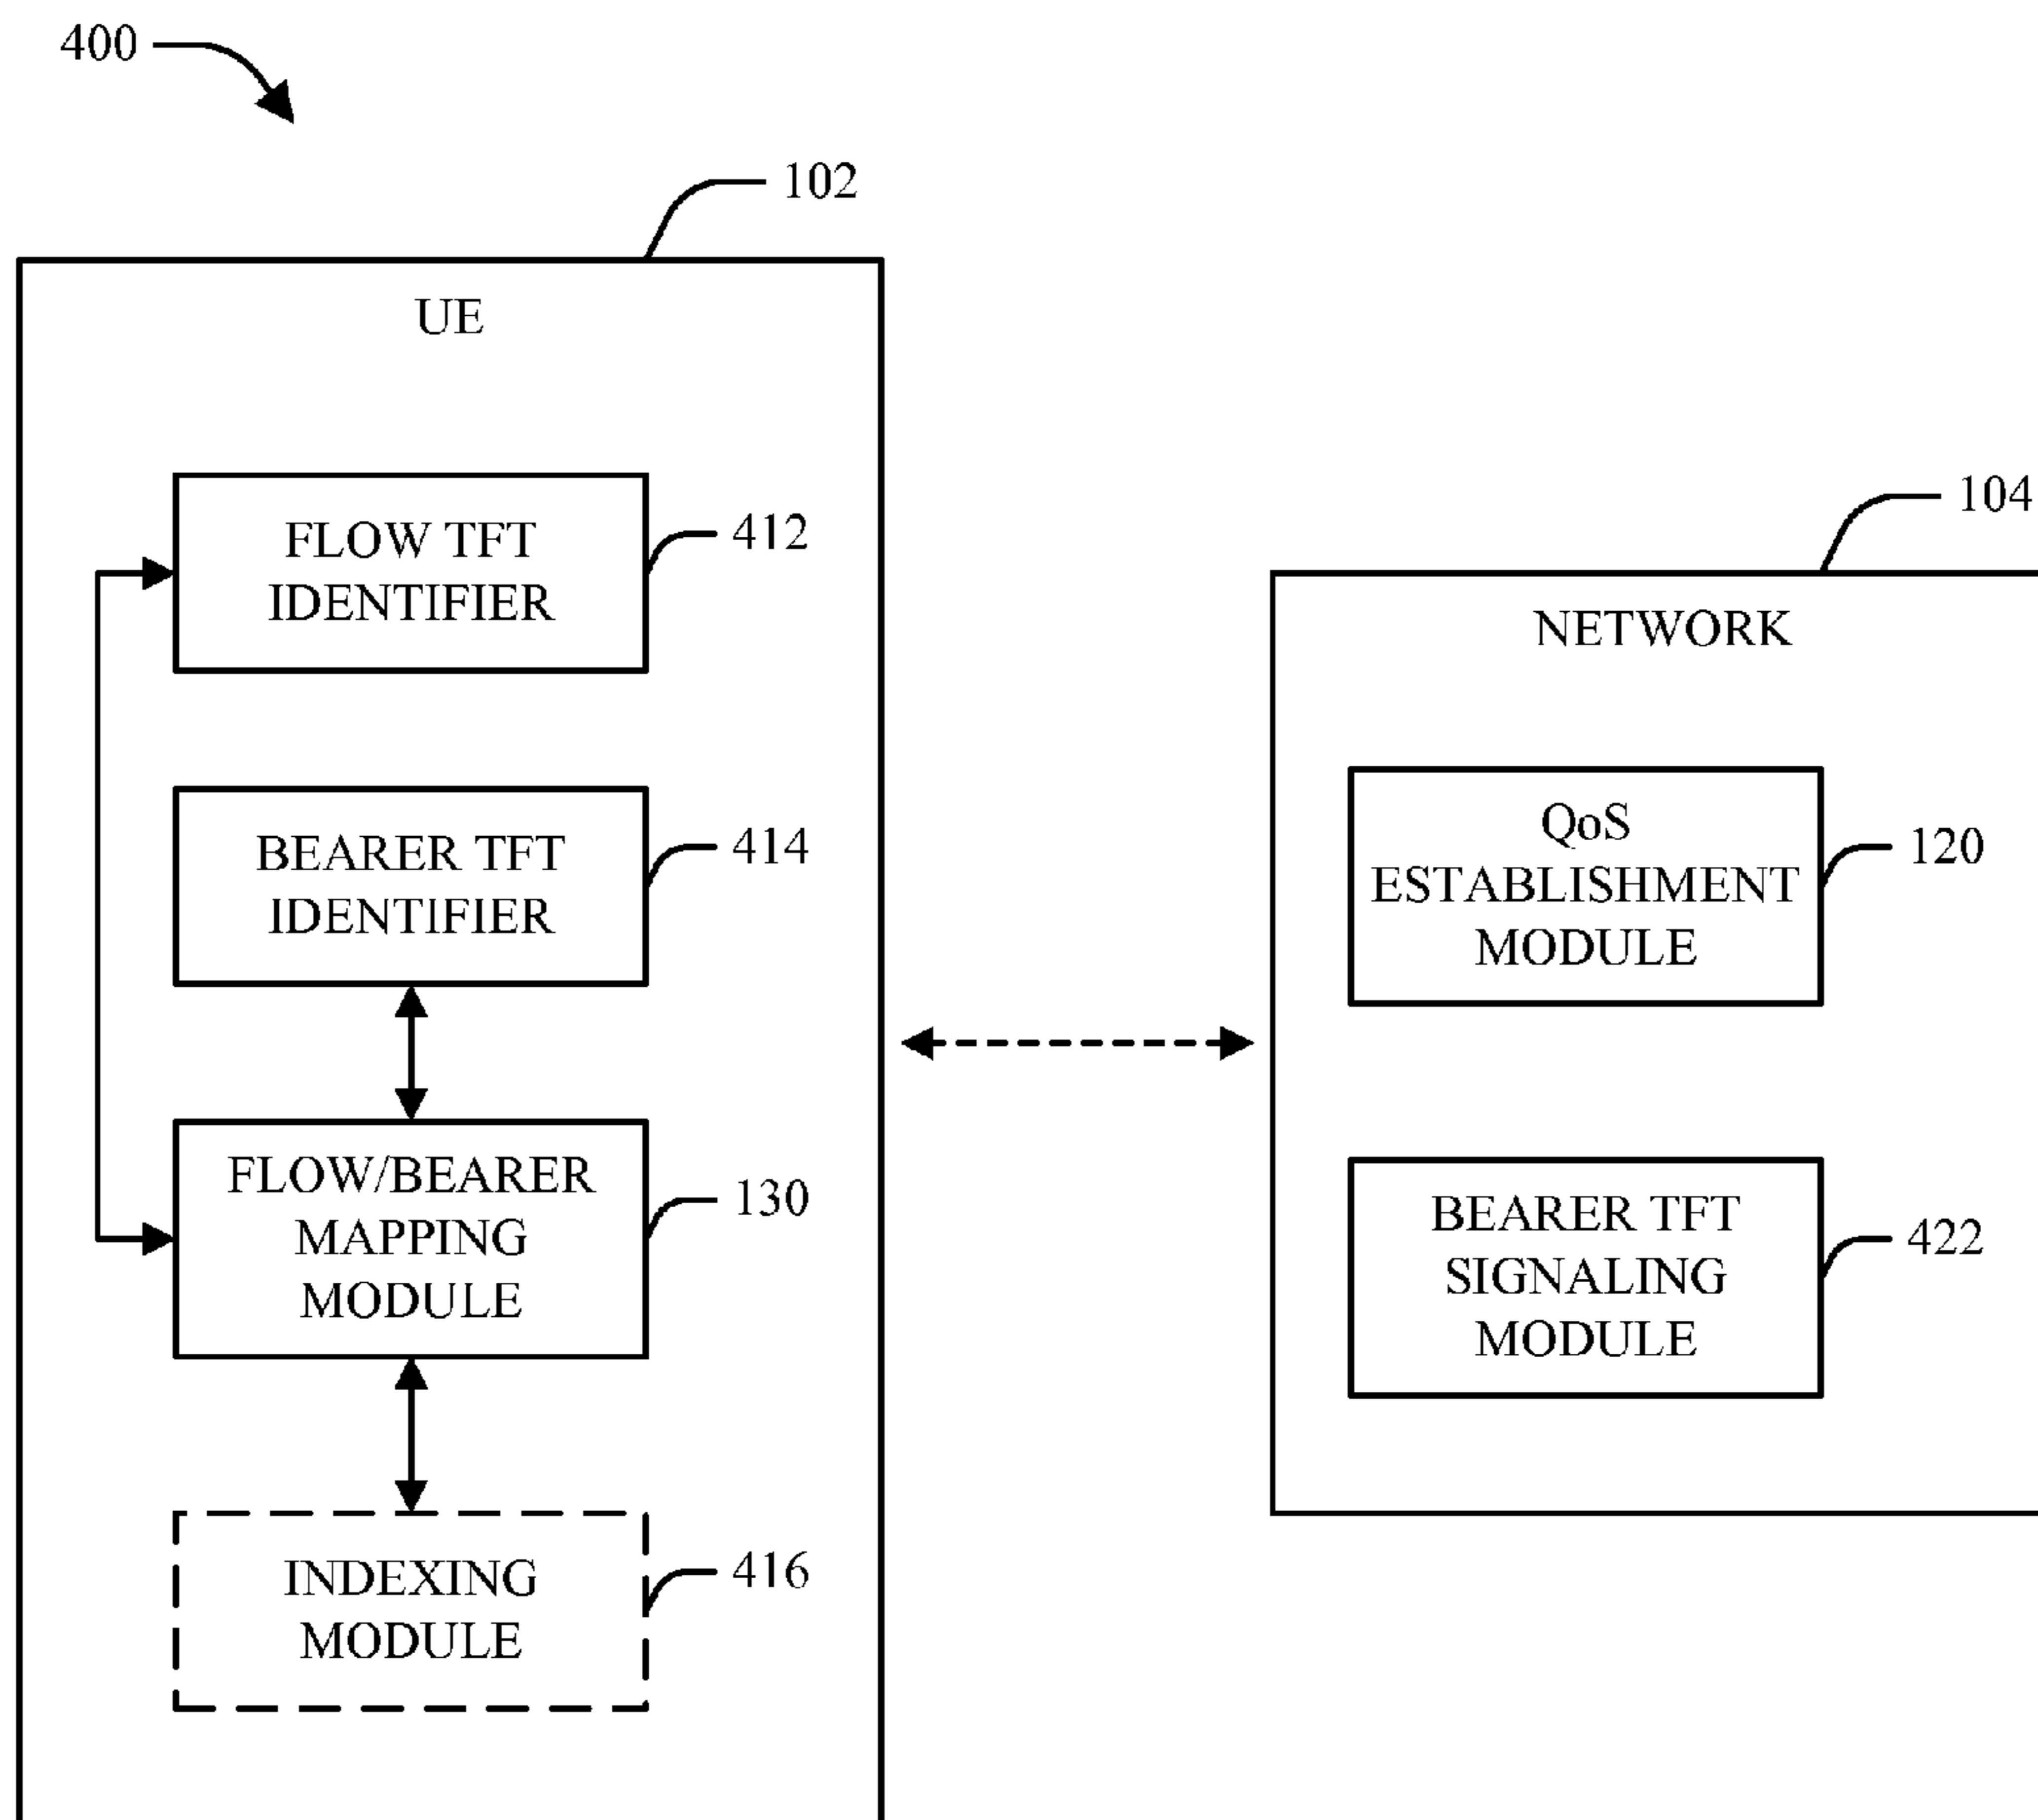 400
102
UE
FLOW TFT
IDENTIFIER
412
BEARER TFT
IDENTIFIER
414
FLOW/BEARER
MAPPING
MODULE
130
INDEXING
MODULE
416
104
NETWORK
QoS
ESTABLISHMENT
MODULE
120
BEARER TFT
SIGNALING
MODULE
422